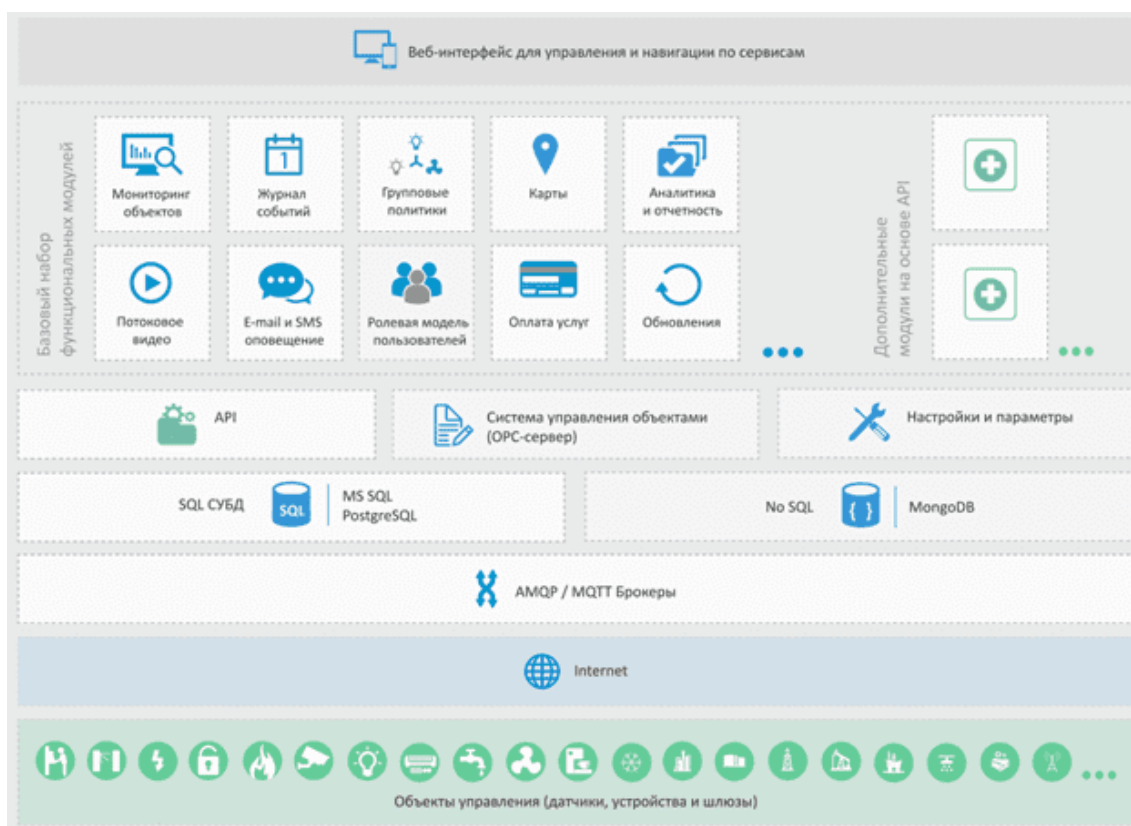 Веб-интерфейс для управления и навигации по сервисам
Базовый набор
функциональных модулей
Мониторинг
объектов
1
Журнал
событий
Групповые
политики
Карты
Аналитика
и отчетность
Потоковое
видео
E-mail и SMS
оповещение
Ролевая модель
пользователей
Оплата услуг
Обновления
Дополнительные
модули на основе API
API
Система управления объектами
(OPC-сервер)
Настройки и параметры
SQL СУБД
SQL
MS SQL
PostgreSQL
No SQL
{ }
MongoDB
AMQP / MQTT Брокеры
Internet
Объекты управления (датчики, устройства и шлюзы)